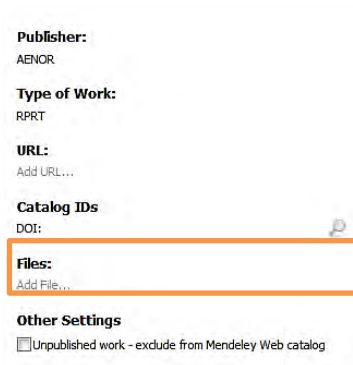 Publisher:
AENOR
Type of Work:
RPRT
URL:
Add URL...
Catalog IDs
DOI:
Files:
Add File...
Other Settings
Unpublished work - exclude from Mendeley Web catalog